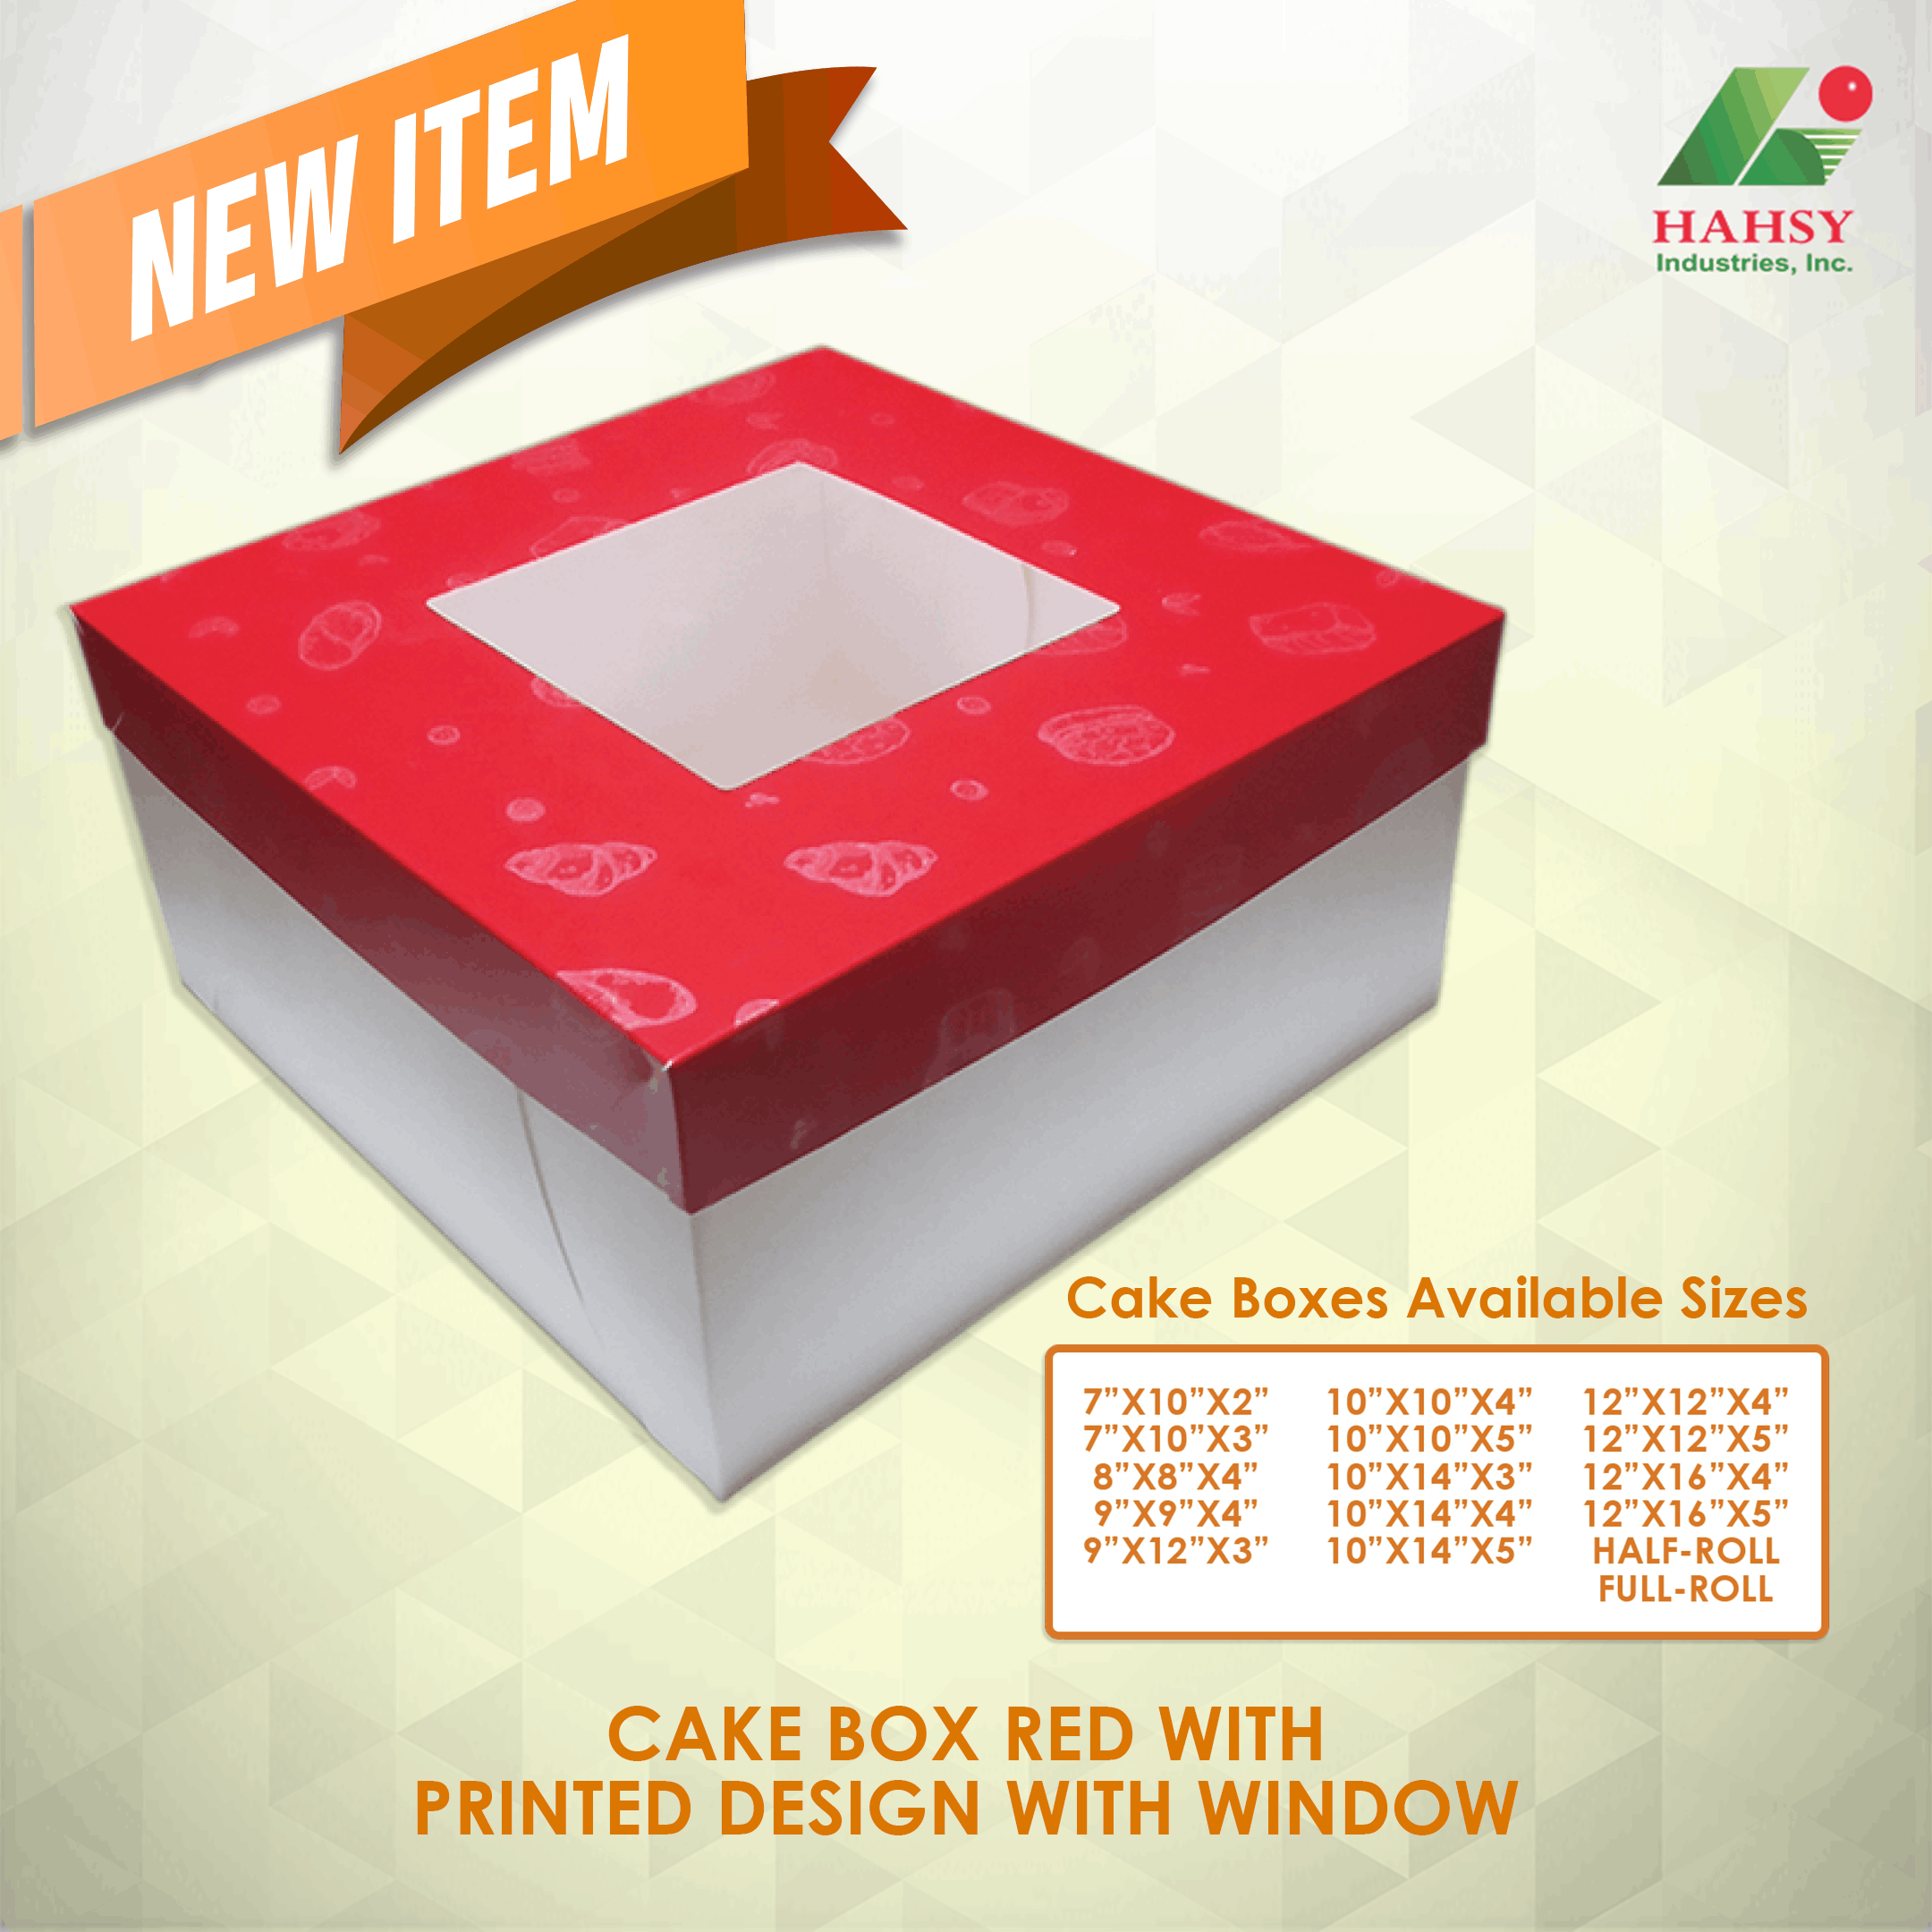 NEW ITEM
HAHSY
Industries, Inc.
Cake Boxes Available Sizes
7”X10”X2”
7”X10”X3”
8”X8”X4”
9”X9”X4”
9”X12”X3”
10”X10”X4”
10”X10”X5”
10”X14”X3”
10”X14”X4”
10”X14”X5”
12”X12”X4”
12”X12”X5”
12”X16”X4”
12”X16”X5”
HALF-ROLL
FULL-ROLL
CAKE BOX RED WITH
PRINTED DESIGN WITH WINDOW